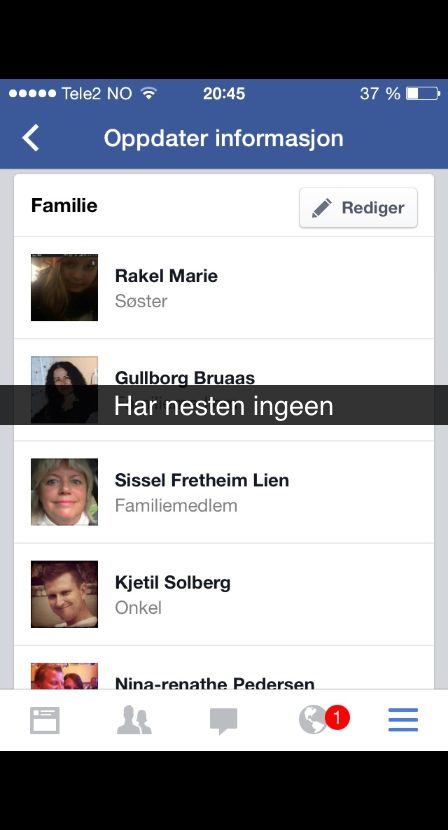 Tele2 NO 20:45 37 %
Oppdater informasjon
Familie Rediger
Rakel Marie
Søster
Gullborg Bruaas
Har nesten ingeen
Sissel Fretheim Lien
Familiemedlem
Kjetil Solberg
Onkel
Nina-renathe Pedersen
1